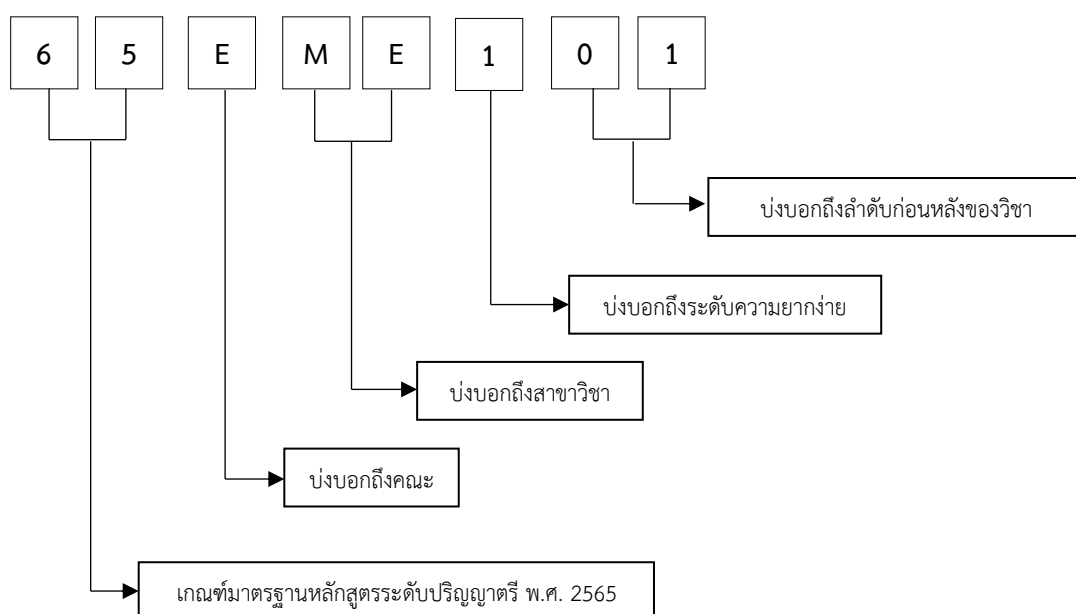 6 5 E M E 1 0 1
บ่งบอกถึงลำดับก่อนหลังของวิชา
บ่งบอกถึงระดับความยากง่าย
บ่งบอกถึงสาขาวิชา
บ่งบอกถึงคณะ
เกณฑ์มาตรฐานหลักสูตรระดับปริญญาตรี พ.ศ. 2565